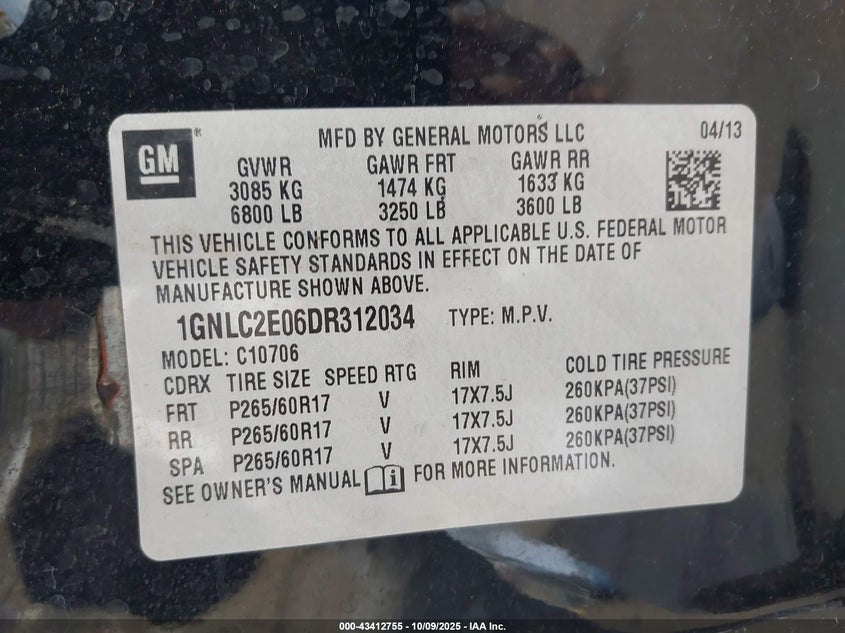 GM ®
MFD BY GENERAL MOTORS LLC 04/13
GVWR GAWR FRT GAWR RR
3085 KG 1474 KG 1633 KG
6800 LB 3250 LB 3600 LB
THIS VEHICLE CONFORMS TO ALL APPLICABLE U.S. FEDERAL MOTOR
VEHICLE SAFETY STANDARDS IN EFFECT ON THE DATE OF
MANUFACTURE SHOWN ABOVE.
1GNLC2E06DR312034 TYPE: M.P.V.
MODEL: C10706
CDRX TIRE SIZE SPEED RTG RIM COLD TIRE PRESSURE
FRT P265/60R17 V 17X7.5J 260KPA(37PSI)
RR P265/60R17 V 17X7.5J 260KPA(37PSI)
SPA P265/60R17 V 17X7.5J 260KPA(37PSI)
SEE OWNER'S MANUAL i FOR MORE INFORMATION.
000-43412755 - 10/09/2025 - IAA Inc.